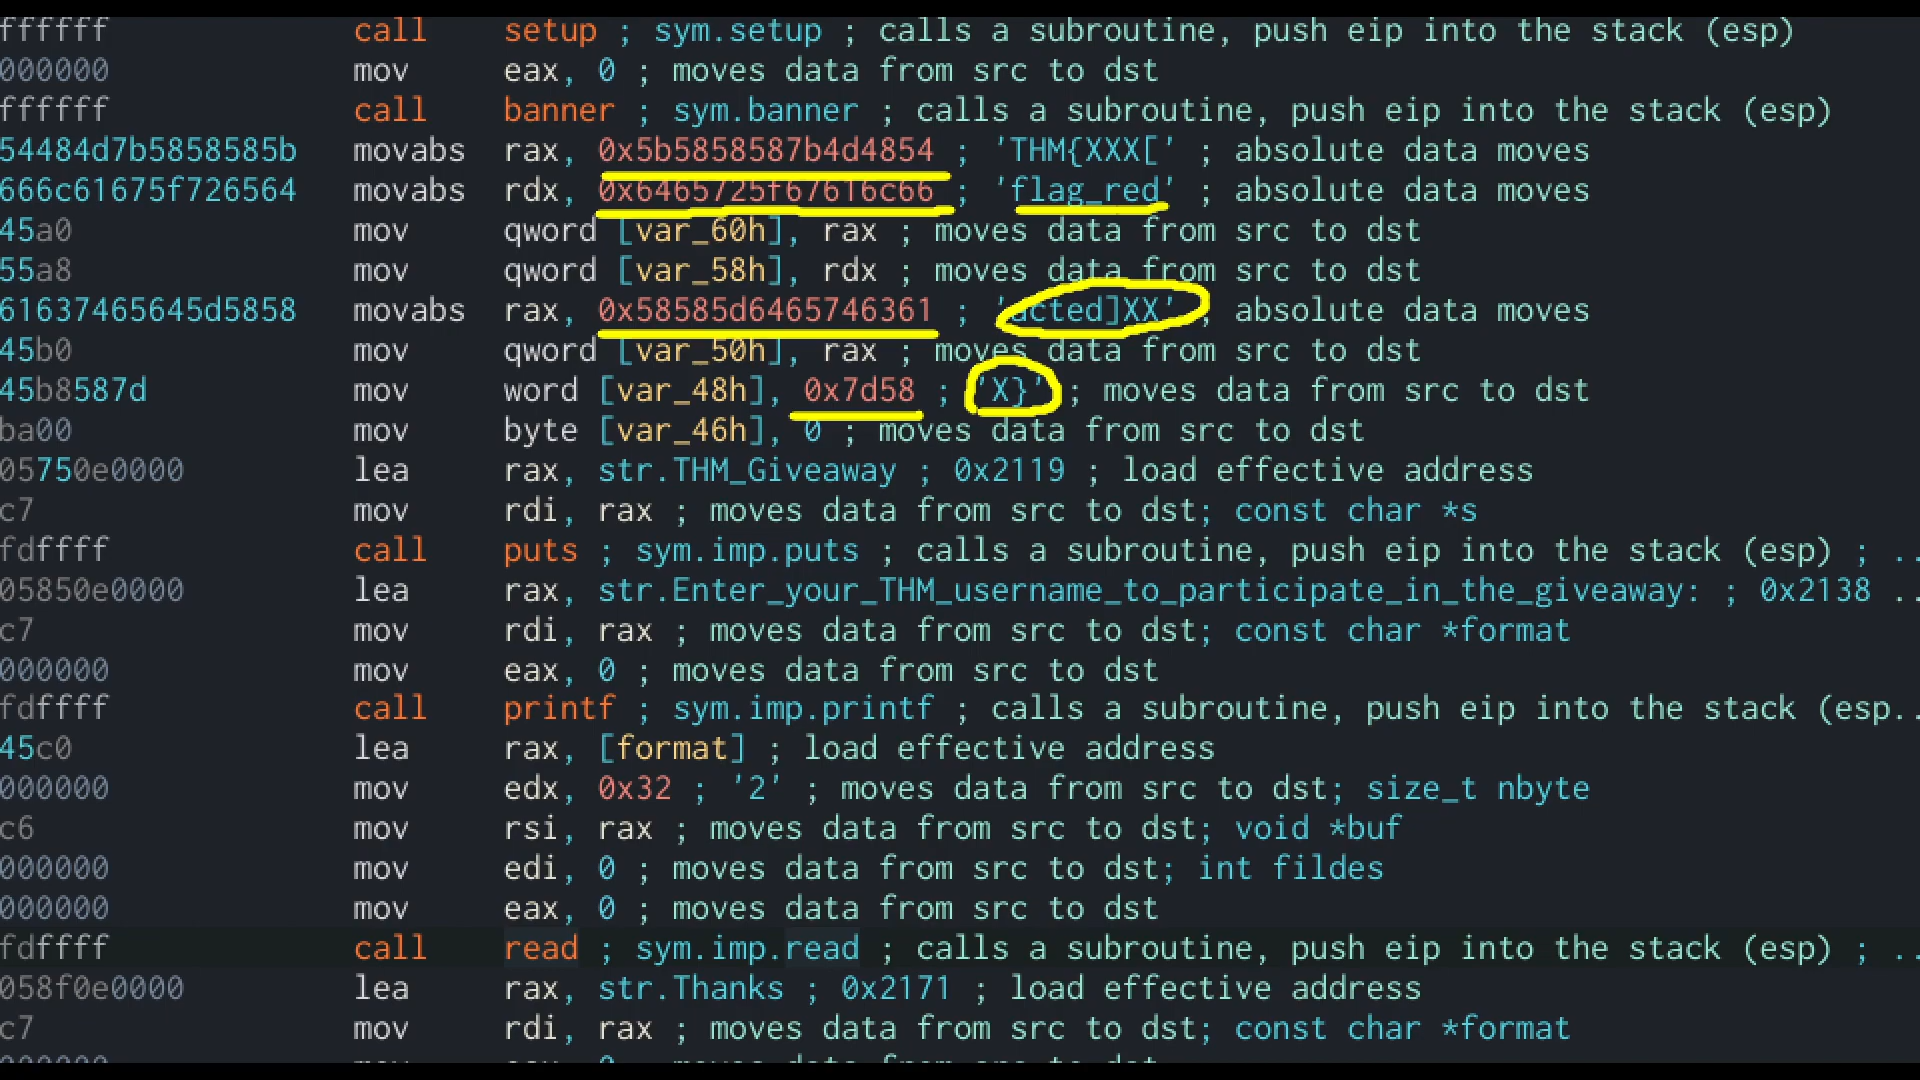 ffffff call setup ; sym.setup ; calls a subroutine, push eip into the stack (esp)
000000 mov eax, 0 ; moves data from src to dst
ffffff call banner ; sym.banner ; calls a subroutine, push eip into the stack (esp)
54484d7b5858585b movabs rax, 0x5b5858587b4d4854 ; 'THM{XXX[' ; absolute data moves
666c61675f726564 movabs rdx, 0x6465725f67616c66 ; 'flag_red' ; absolute data moves
45a0 mov qword [var_60h], rax ; moves data from src to dst
55a8 mov qword [var_58h], rdx ; moves data from src to dst
61637465645d5858 movabs rax, 0x58585d6465746361 ; 'acted]XX' ; absolute data moves
45b0 mov qword [var_50h], rax ; moves data from src to dst
45b8587d mov word [var_48h], 0x7d58 ; 'X}' ; moves data from src to dst
ba00 mov byte [var_46h], 0 ; moves data from src to dst
05750e0000 lea rax, str.THM_Giveaway ; 0x2119 ; load effective address
c7 mov rdi, rax ; moves data from src to dst; const char *s
fdffff call puts ; sym.imp.puts ; calls a subroutine, push eip into the stack (esp) ; ..
05850e0000 lea rax, str.Enter_your_THM_username_to_participate_in_the_giveaway: ; 0x2138 ..
c7 mov rdi, rax ; moves data from src to dst; const char *format
000000 mov eax, 0 ; moves data from src to dst
fdffff call printf ; sym.imp.printf ; calls a subroutine, push eip into the stack (esp..
45c0 lea rax, [format] ; load effective address
000000 mov edx, 0x32 ; '2' ; moves data from src to dst; size_t nbyte
c6 mov rsi, rax ; moves data from src to dst; void *buf
000000 mov edi, 0 ; moves data from src to dst; int fildes
000000 mov eax, 0 ; moves data from src to dst
fdffff call read ; sym.imp.read ; calls a subroutine, push eip into the stack (esp) ; ..
058f0e0000 lea rax, str.Thanks ; 0x2171 ; load effective address
c7 mov rdi, rax ; moves data from src to dst; const char *format